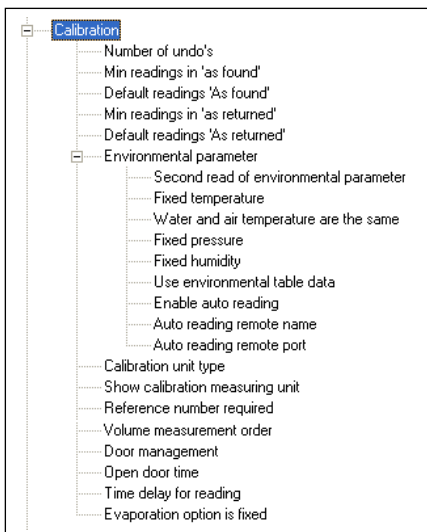 Calibration
Number of undo's
Min readings in 'as found'
Default readings 'As found'
Min readings in 'as returned'
Default readings 'As returned'
Environmental parameter
Second read of environmental parameter
Fixed temperature
Water and air temperature are the same
Fixed pressure
Fixed humidity
Use environmental table data
Enable auto reading
Auto reading remote name
Auto reading remote port
Calibration unit type
Show calibration measuring unit
Reference number required
Volume measurement order
Door management
Open door time
Time delay for reading
Evaporation option is fixed